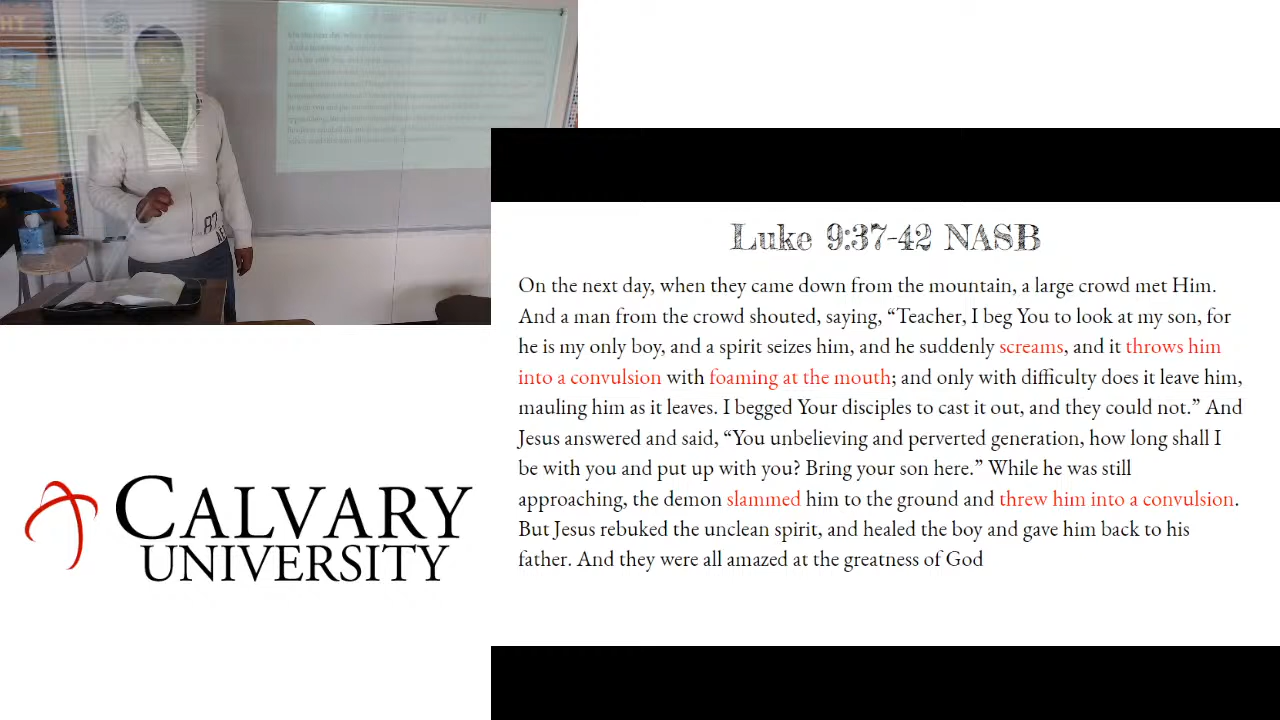 HT
87
Luke 9:37-42 NASB
On the next day, when they came down from the mountain, a large crowd met Him.
And a man from the crowd shouted, saying, “Teacher, I beg You to look at my son, for
he is my only boy, and a spirit seizes him, and he suddenly screams, and it throws him
into a convulsion with foaming at the mouth; and only with difficulty does it leave him,
mauling him as it leaves. I begged Your disciples to cast it out, and they could not.” And
Jesus answered and said, “You unbelieving and perverted generation, how long shall I
be with you and put up with you? Bring your son here.” While he was still
approaching, the demon slammed him to the ground and threw him into a convulsion.
But Jesus rebuked the unclean spirit, and healed the boy and gave him back to his
father. And they were all amazed at the greatness of God
CALVARY
UNIVERSITY